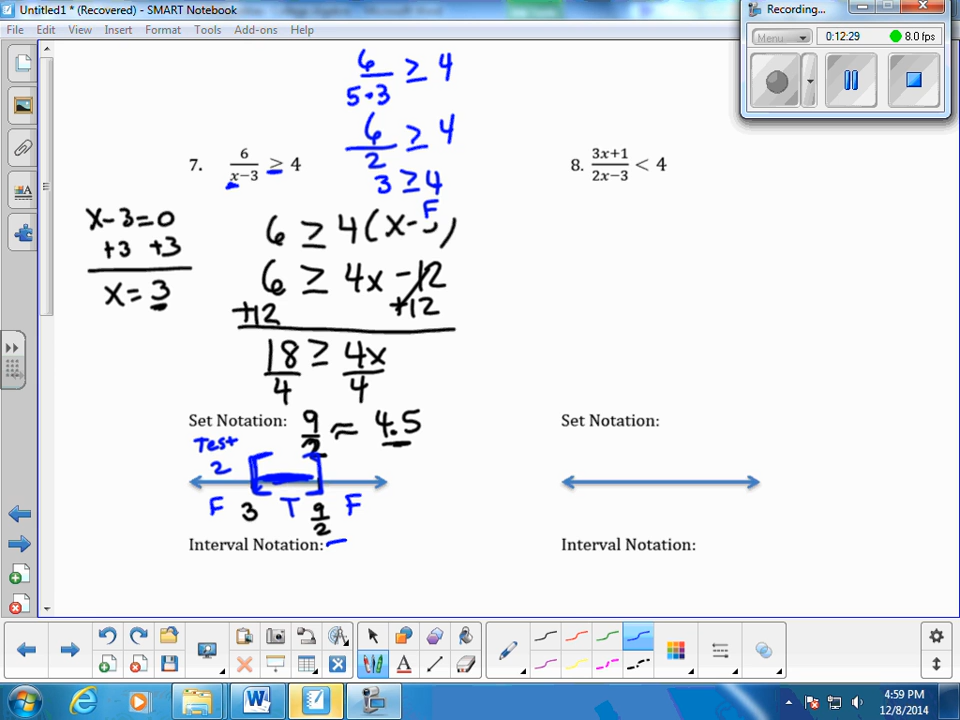 Untitled1 * (Recovered) - SMART Notebook
Recording...
File Edit View Insert Format Tools Add-ons Help
Menu
0:12:29
8.0 fps
6/(5·3) ≥ 4
6/2 ≥ 4
3 ≥ 4
F
7. 6/(x−3) ≥ 4
8. (3x+1)/(2x−3) < 4
x-3=0
+3 +3
x=3
6 ≥ 4(x-
6 ≥ 4x -12
+12 +12
18/4 ≥ 4x/4
Set Notation: 9/2 ≈ 4.5
Test
2
F 3 T 9/2 F
Interval Notation:
Set Notation:
Interval Notation:
A
W
4:59 PM
12/8/2014